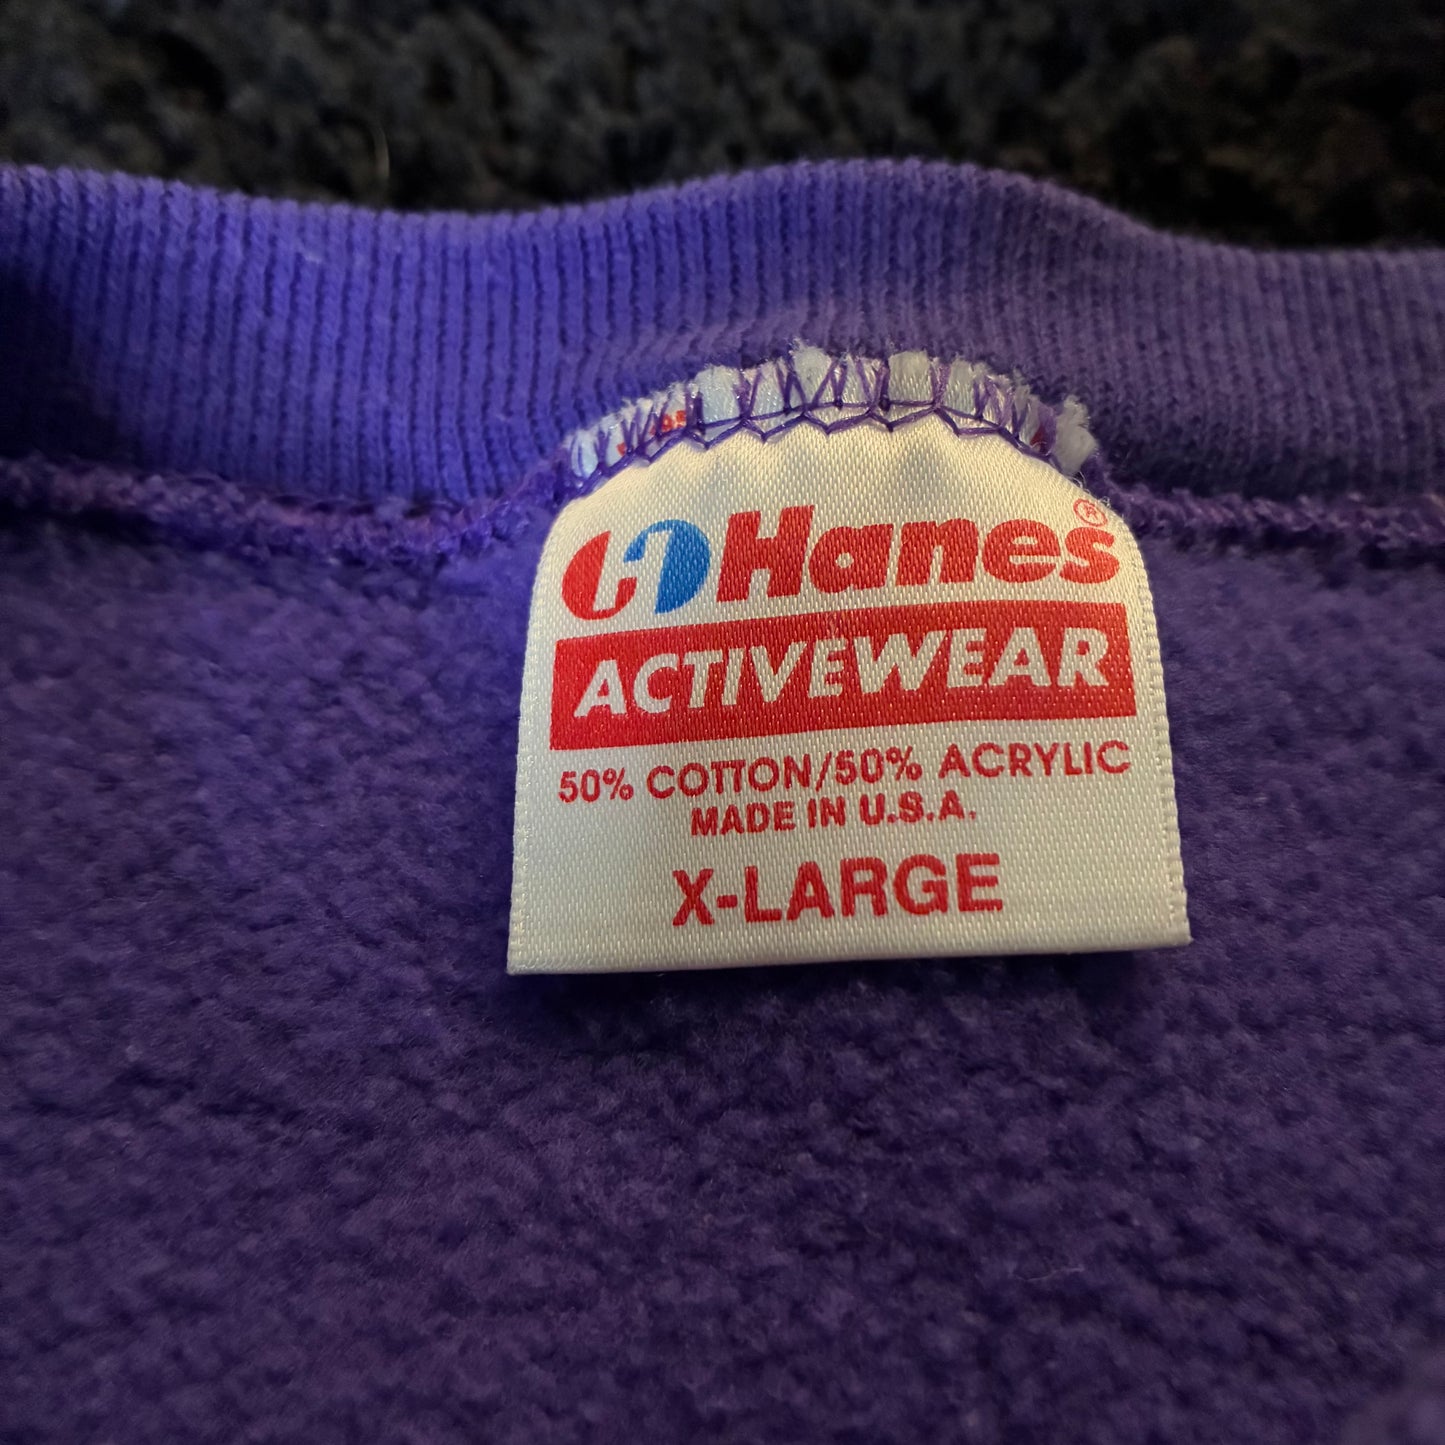 Hanes®
ACTIVEWEAR
50% COTTON/50% ACRYLIC
MADE IN U.S.A.
X-LARGE